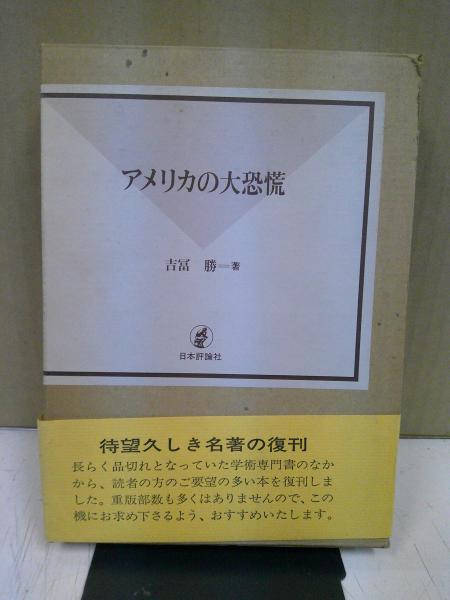 アメリカの大恐慌
吉冨 勝=著
日本評論社
待望久しき名著の復刊
長らく品切れとなっていた学術専門書のなか
から、読者の方のご要望の多い本を復刊しま
した。重版部数も多くはありませんので、この
機にお求め下さるよう、おすすめいたします。